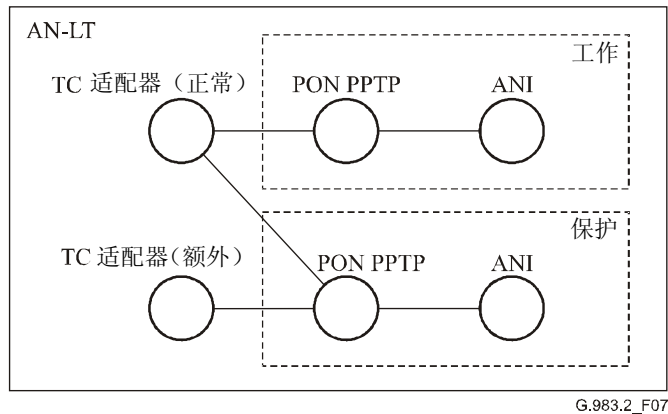 AN-LT
工作
TC 适配器（正常）
PON PPTP
ANI
保护
TC 适配器（额外）
PON PPTP
ANI
G.983.2_F07